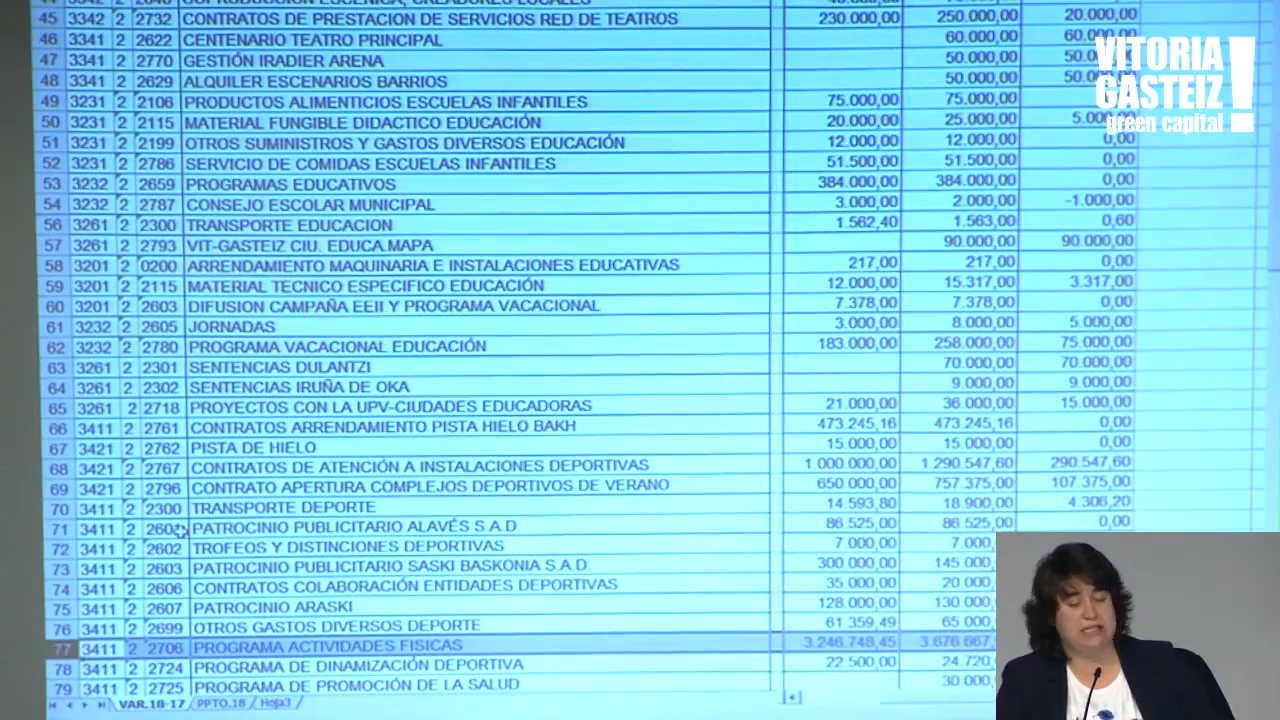 45 3342 2 2732 CONTRATOS DE PRESTACION DE SERVICIOS RED DE TEATROS 230.000,00 250.000,00 20.000,00
46 3341 2 2622 CENTENARIO TEATRO PRINCIPAL 60.000,00 60.000
47 3341 2 2770 GESTIÓN IRADIER ARENA 50.000,00 50.00
48 3341 2 2629 ALQUILER ESCENARIOS BARRIOS 50.000,00 50.00
49 3231 2 2106 PRODUCTOS ALIMENTICIOS ESCUELAS INFANTILES 75.000,00 75.000,00
50 3231 2 2115 MATERIAL FUNGIBLE DIDACTICO EDUCACIÓN 20.000,00 25.000,00 5.000
51 3231 2 2199 OTROS SUMINISTROS Y GASTOS DIVERSOS EDUCACIÓN 12.000,00 12.000,00 0,00
52 3231 2 2786 SERVICIO DE COMIDAS ESCUELAS INFANTILES 51.500,00 51.500,00 0,00
53 3232 2 2659 PROGRAMAS EDUCATIVOS 384.000,00 384.000,00 0,00
54 3232 2 2787 CONSEJO ESCOLAR MUNICIPAL 3.000,00 2.000,00 -1.000,00
56 3261 2 2300 TRANSPORTE EDUCACION 1.562,40 1.563,00 0,60
57 3261 2 2793 VIT-GASTEIZ CIU. EDUCA.MAPA 90.000,00 90.000,00
58 3201 2 0200 ARRENDAMIENTO MAQUINARIA E INSTALACIONES EDUCATIVAS 217,00 217,00 0,00
59 3201 2 2115 MATERIAL TECNICO ESPECIFICO EDUCACIÓN 12.000,00 15.317,00 3.317,00
60 3201 2 2603 DIFUSION CAMPAÑA EEII Y PROGRAMA VACACIONAL 7.378,00 7.378,00 0,00
61 3232 2 2605 JORNADAS 3.000,00 8.000,00 5.000,00
62 3232 2 2780 PROGRAMA VACACIONAL EDUCACIÓN 183.000,00 258.000,00 75.000,00
63 3261 2 2301 SENTENCIAS DULANTZI 70.000,00 70.000,00
64 3261 2 2302 SENTENCIAS IRUÑA DE OKA 9.000,00 9.000,00
65 3261 2 2718 PROYECTOS CON LA UPV-CIUDADES EDUCADORAS 21.000,00 36.000,00 15.000,00
66 3411 2 2761 CONTRATOS ARRENDAMIENTO PISTA HIELO BAKH 473.245,16 473.245,16 0,00
67 3421 2 2762 PISTA DE HIELO 15.000,00 15.000,00 0,00
68 3421 2 2767 CONTRATOS DE ATENCIÓN A INSTALACIONES DEPORTIVAS 1.000.000,00 1.290.547,60 290.547,60
69 3421 2 2796 CONTRATO APERTURA COMPLEJOS DEPORTIVOS DE VERANO 650.000,00 757.375,00 107.375,00
70 3411 2 2300 TRANSPORTE DEPORTE 14.593,80 18.900,00 4.306,20
71 3411 2 260 PATROCINIO PUBLICITARIO ALAVÉS S.A.D. 86.525,00 86.525,00 0,00
72 3411 2 2602 TROFEOS Y DISTINCIONES DEPORTIVAS 7.000,00 7.000,
73 3411 2 2603 PATROCINIO PUBLICITARIO SASKI BASKONIA S.A.D. 300.000,00 145.000
74 3411 2 2606 CONTRATOS COLABORACIÓN ENTIDADES DEPORTIVAS 35.000,00 20.000
75 3411 2 2607 PATROCINIO ARASKI 128.000,00 130.000
76 3411 2 2699 OTROS GASTOS DIVERSOS DEPORTE 61.359,49 65.000
77 3411 2 2706 PROGRAMA ACTIVIDADES FISICAS 3.246.748,45 3.676.667
78 3411 2 2724 PROGRAMA DE DINAMIZACIÓN DEPORTIVA 22.500,00 24.720
79 3411 2 2725 PROGRAMA DE PROMOCIÓN DE LA SALUD 30.000
VAR.18-17 PPTO.18 Hoja3
VITORIA
GASTEIZ!
green capital